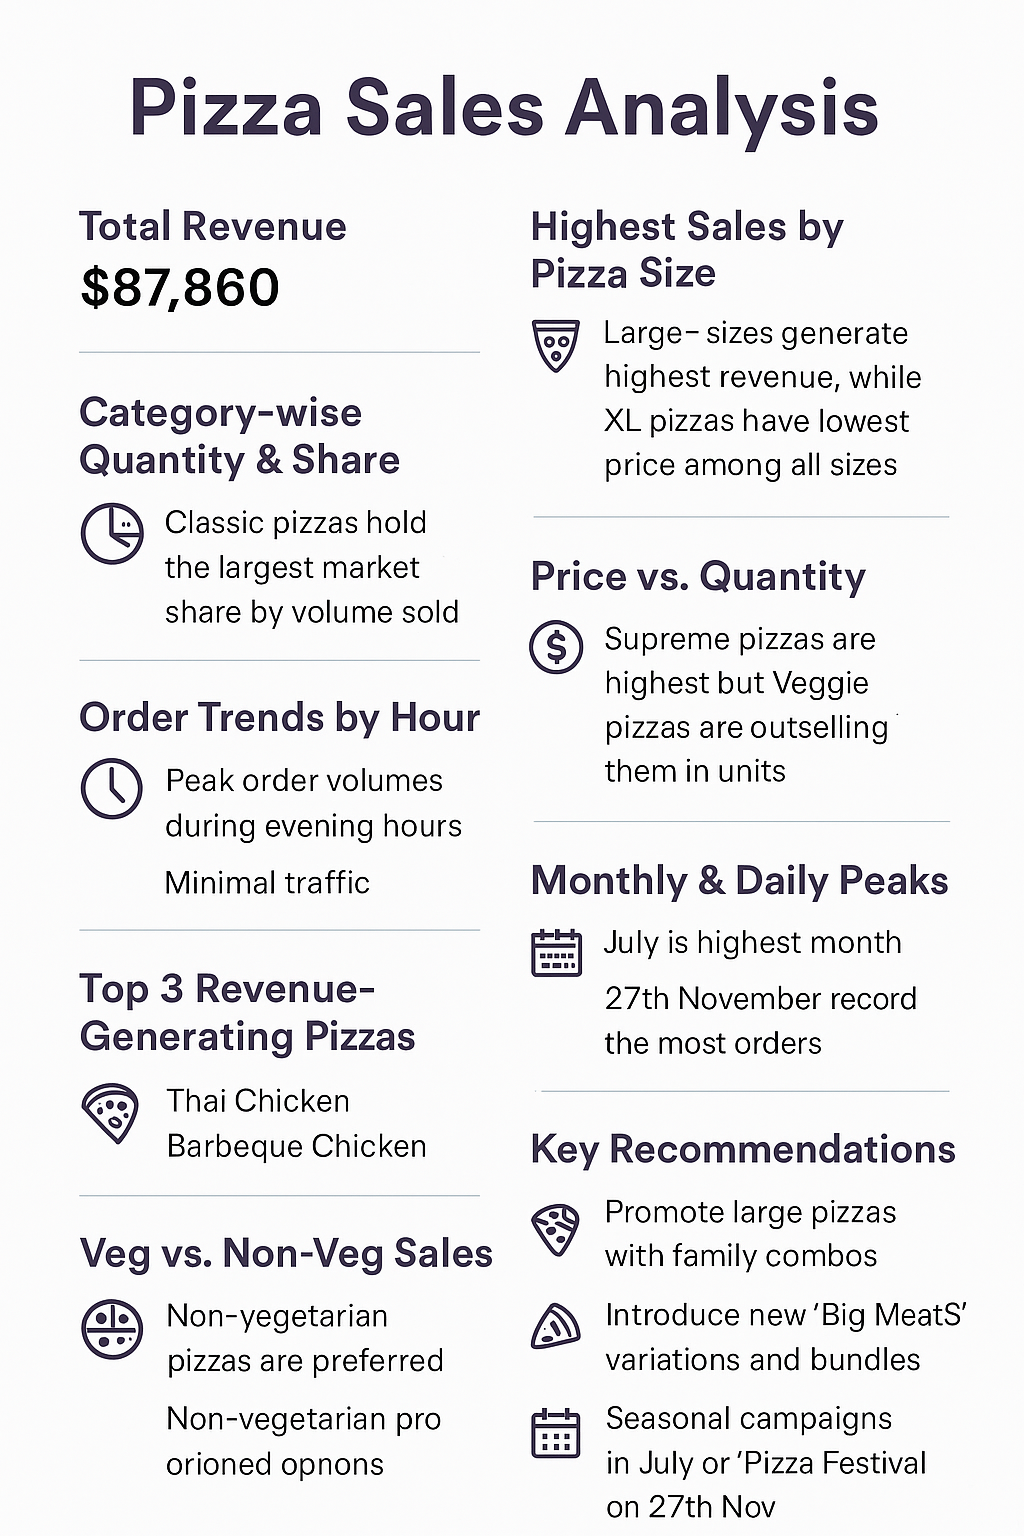 Pizza Sales Analysis
Total Revenue
$87,860
Category-wise
Quantity & Share
Classic pizzas hold
the largest market
share by volume sold
Order Trends by Hour
Peak order volumes
during evening hours
Minimal traffic
Top 3 Revenue-
Generating Pizzas
Thai Chicken
Barbeque Chicken
Veg vs. Non-Veg Sales
Non-yegetarian
pizzas are preferred
Non-vegetarian pro
orioned opnons
Highest Sales by
Pizza Size
Large- sizes generate
highest revenue, while
XL pizzas have lowest
price among all sizes
Price vs. Quantity
Supreme pizzas are
highest but Veggie
pizzas are outselling
them in units
Monthly & Daily Peaks
July is highest month
27th November record
the most orders
Key Recommendations
Promote large pizzas
with family combos
Introduce new 'Big MeatS'
variations and bundles
Seasonal campaigns
in July or 'Pizza Festival
on 27th Nov